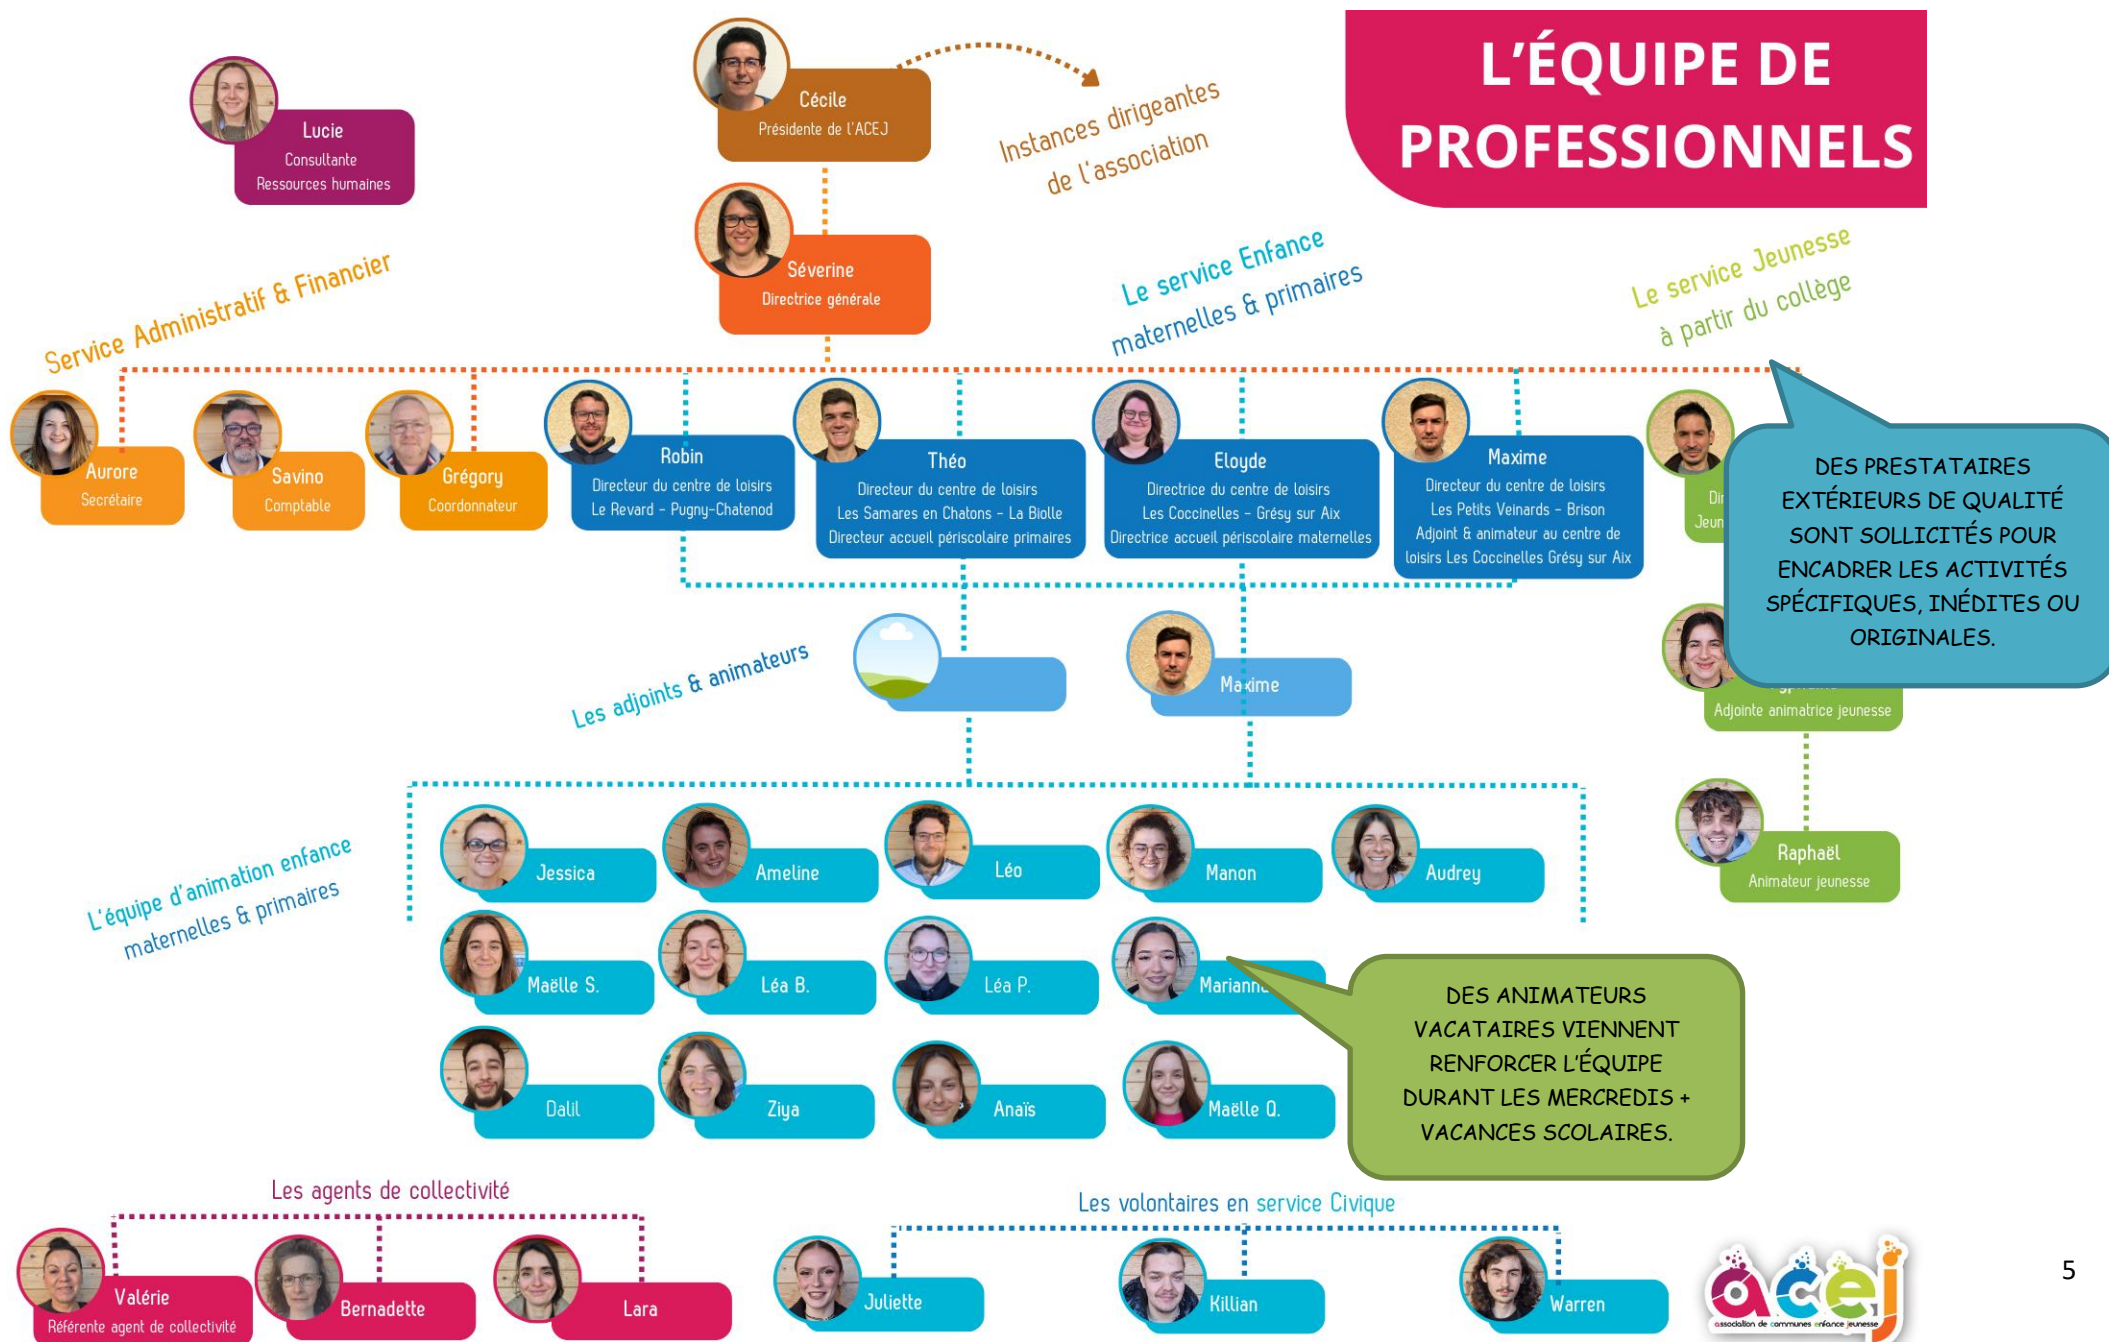 L'ÉQUIPE DE
PROFESSIONNELS
Lucie
Consultante
Ressources humaines
Cécile
Présidente de l'ACEJ
Instances dirigeantes
de l'association
Séverine
Directrice générale
Service Administratif & Financier
Le service Enfance
maternelles & primaires
Le service Jeunesse
à partir du collège
Aurore
Secrétaire
Savino
Comptable
Grégory
Coordonnateur
Robin
Directeur du centre de loisirs
Le Revard - Pugny-Chatenod
Théo
Directeur du centre de loisirs
Les Samares en Chatons - La Biolle
Directeur accueil périscolaire primaires
Eloyde
Directrice du centre de loisirs
Les Coccinelles - Grésy sur Aix
Directrice accueil périscolaire maternelles
Maxime
Directeur du centre de loisirs
Les Petits Veinards - Brison
Adjoint & animateur au centre de
loisirs Les Coccinelles Grésy sur Aix
DES PRESTATAIRES
EXTÉRIEURS DE QUALITÉ
SONT SOLLICITÉS POUR
ENCADRER LES ACTIVITÉS
SPÉCIFIQUES, INÉDITES OU
ORIGINALES.
Les adjoints & animateurs
Maxime
Adjointe animatrice jeunesse
Raphaël
Animateur jeunesse
L'équipe d'animation enfance
maternelles & primaires
Jessica
Ameline
Léo
Manon
Audrey
Maëlle S.
Léa B.
Léa P.
Mariann
Dalil
Ziya
Anaïs
Maëlle Q.
DES ANIMATEURS
VACATAIRES VIENNENT
RENFORCER L'ÉQUIPE
DURANT LES MERCREDIS +
VACANCES SCOLAIRES.
Les agents de collectivité
Valérie
Référente agent de collectivité
Bernadette
Lara
Les volontaires en service Civique
Juliette
Killian
Warren
acej
association de communes enfance jeunesse
5